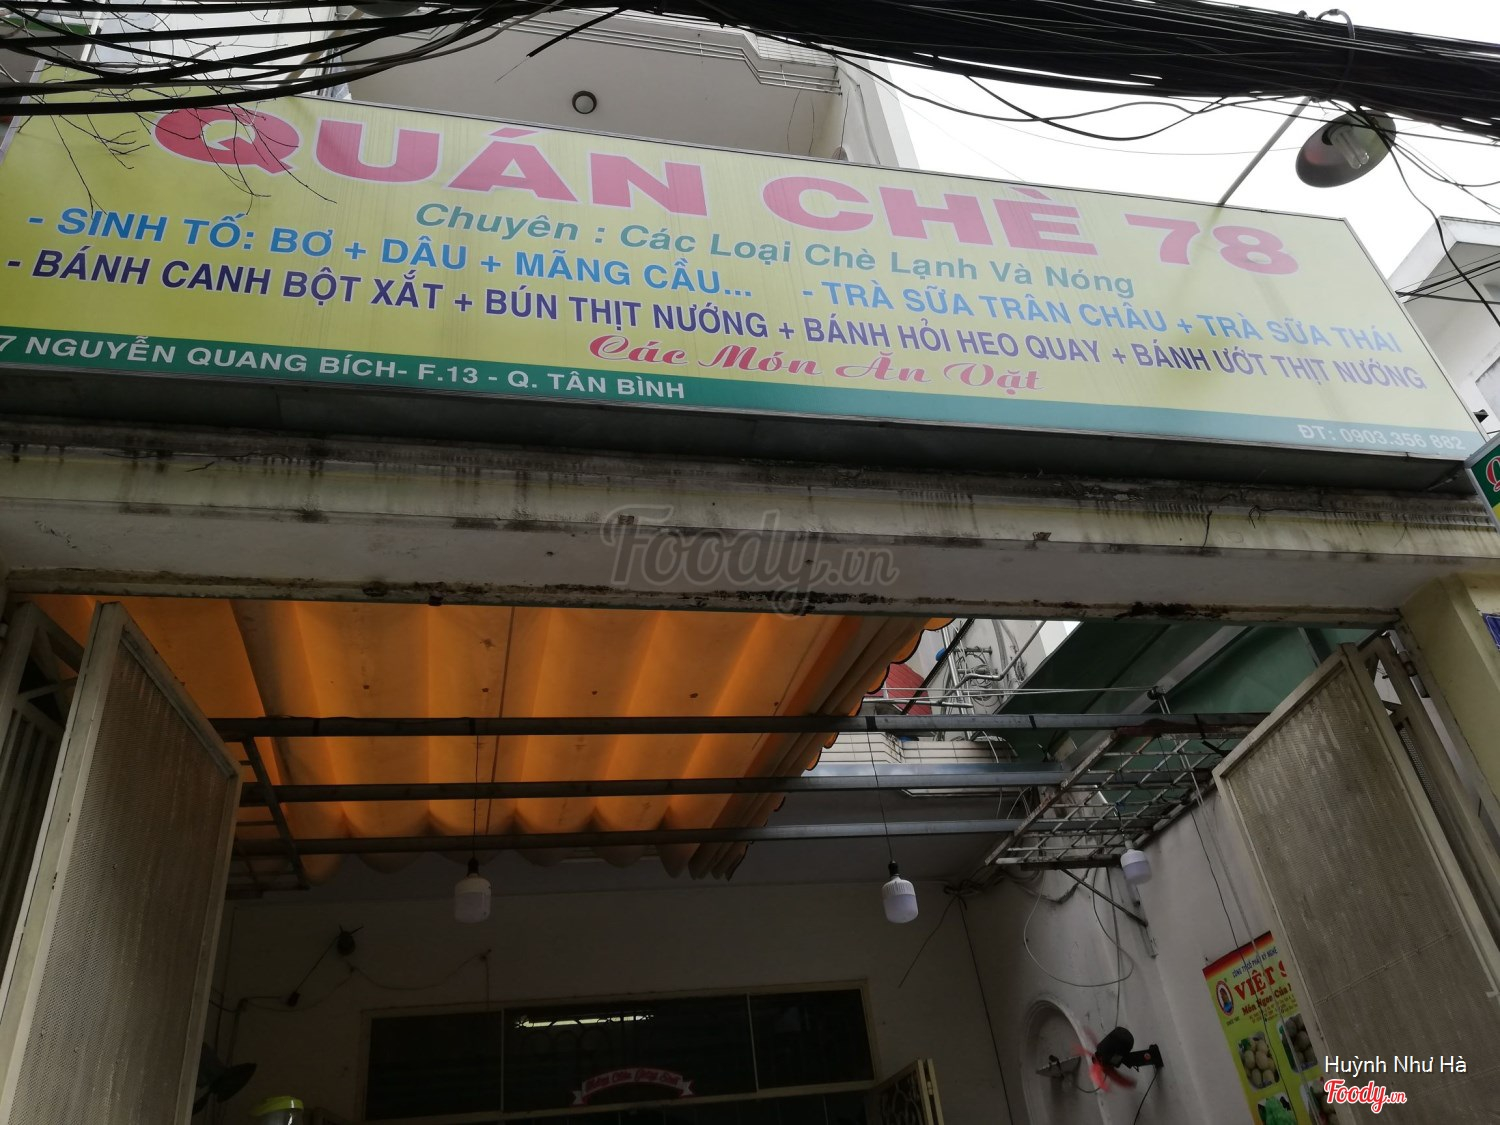 QUÁN CHÈ 78
Chuyên : Các Loại Chè Lạnh Và Nóng
- SINH TỐ: BƠ + DÂU + MÃNG CẦU... - TRÀ SỮA TRÂN CHÂU + TRÀ SỮA THÁI
- BÁNH CANH BỘT XẮT + BÚN THỊT NƯỚNG + BÁNH HỎI HEO QUAY + BÁNH ƯỚT THỊT NƯỚNG
Các Món Ăn Vặt
7 NGUYỄN QUANG BÍCH- F.13 - Q. TÂN BÌNH
ĐT: 0903.356 882
Foody.vn
VIỆT
Huỳnh Như Hà
Foody.vn